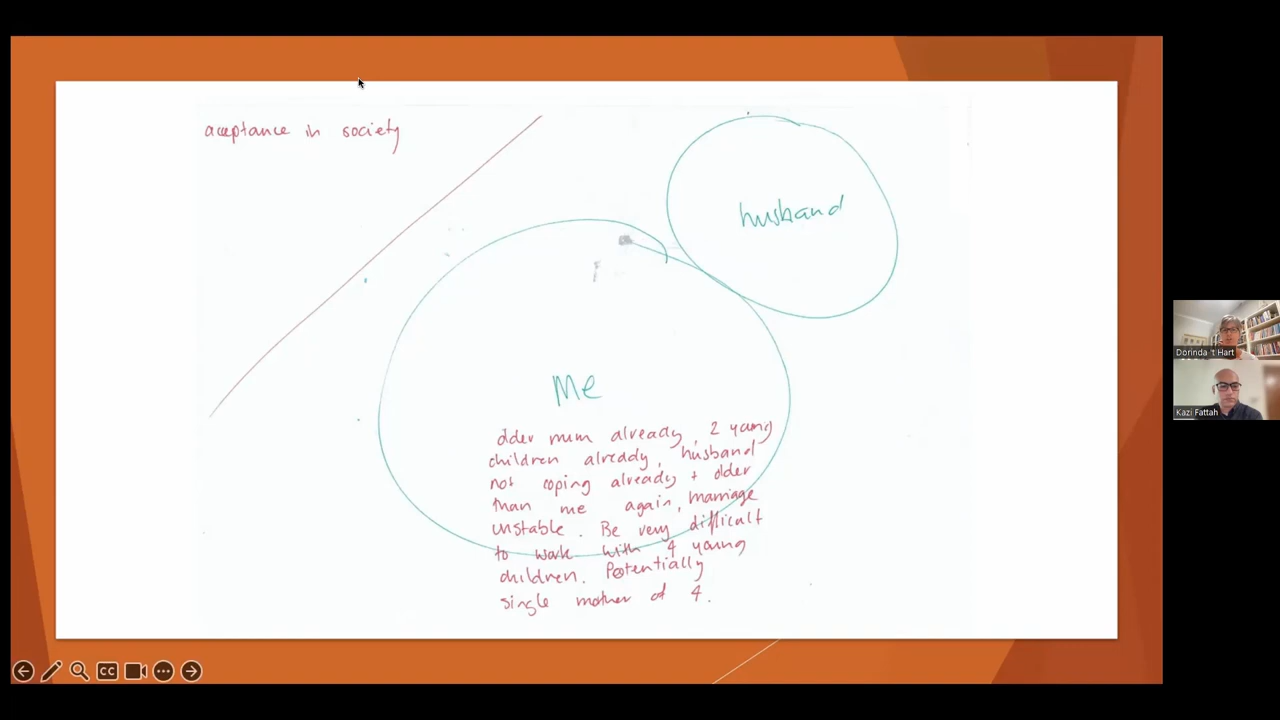 acceptance in society
husband
Me
older mum already, 2 young
children already, husband
not coping already + older
than me again, marriage
unstable. Be very difficult
to work with 4 young
children. Potentially
single mother of 4.
CC
Dorinda 't Hart
Kazi Fattah